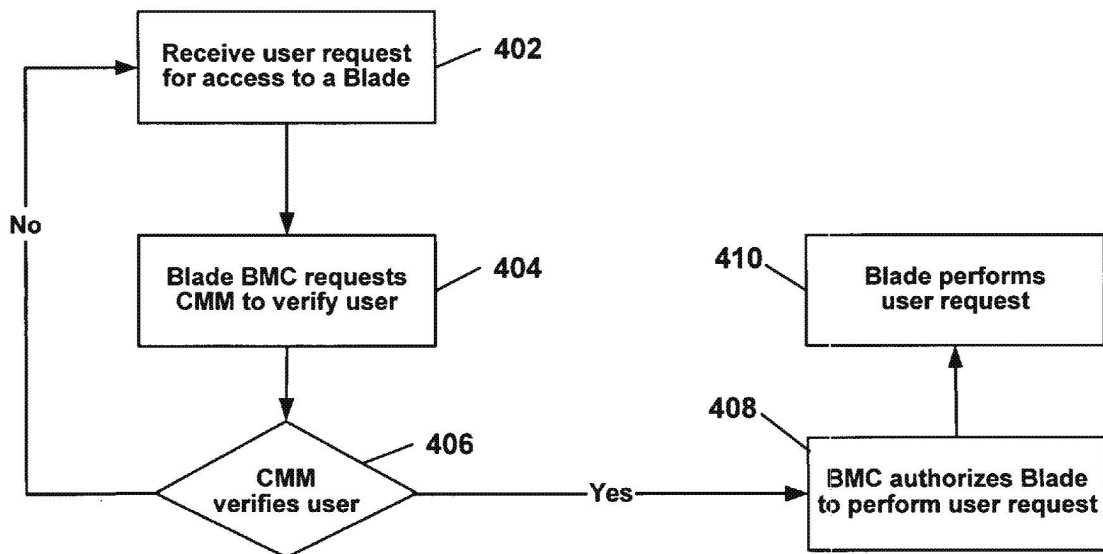 Receive user request
for access to a Blade
402
No
Blade BMC requests
CMM to verify user
404
410
Blade performs
user request
406
CMM
verifies user
Yes
408
BMC authorizes Blade
to perform user request